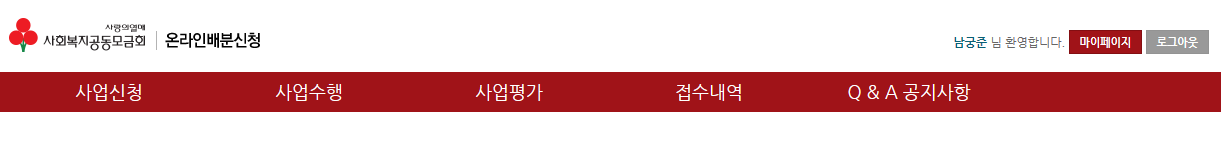 사랑의열매
사회복지공동모금회 온라인배분신청
남궁준 님 환영합니다. 마이페이지 로그아웃
사업신청 사업수행 사업평가 접수내역 Q & A 공지사항